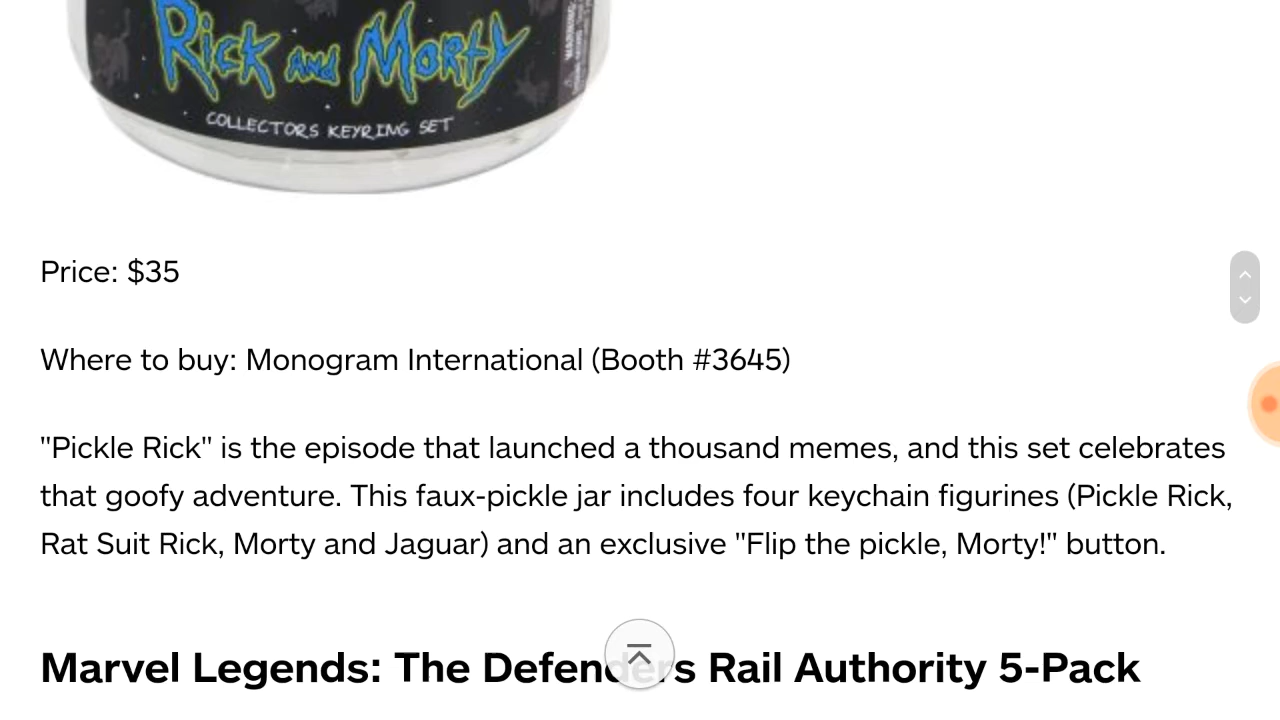 Rick and Morty
COLLECTORS KEYRING SET
WARNING:
Price: $35
Where to buy: Monogram International (Booth #3645)
"Pickle Rick" is the episode that launched a thousand memes, and this set celebrates
that goofy adventure. This faux-pickle jar includes four keychain figurines (Pickle Rick,
Rat Suit Rick, Morty and Jaguar) and an exclusive "Flip the pickle, Morty!" button.
Marvel Legends: The Defenders Rail Authority 5-Pack